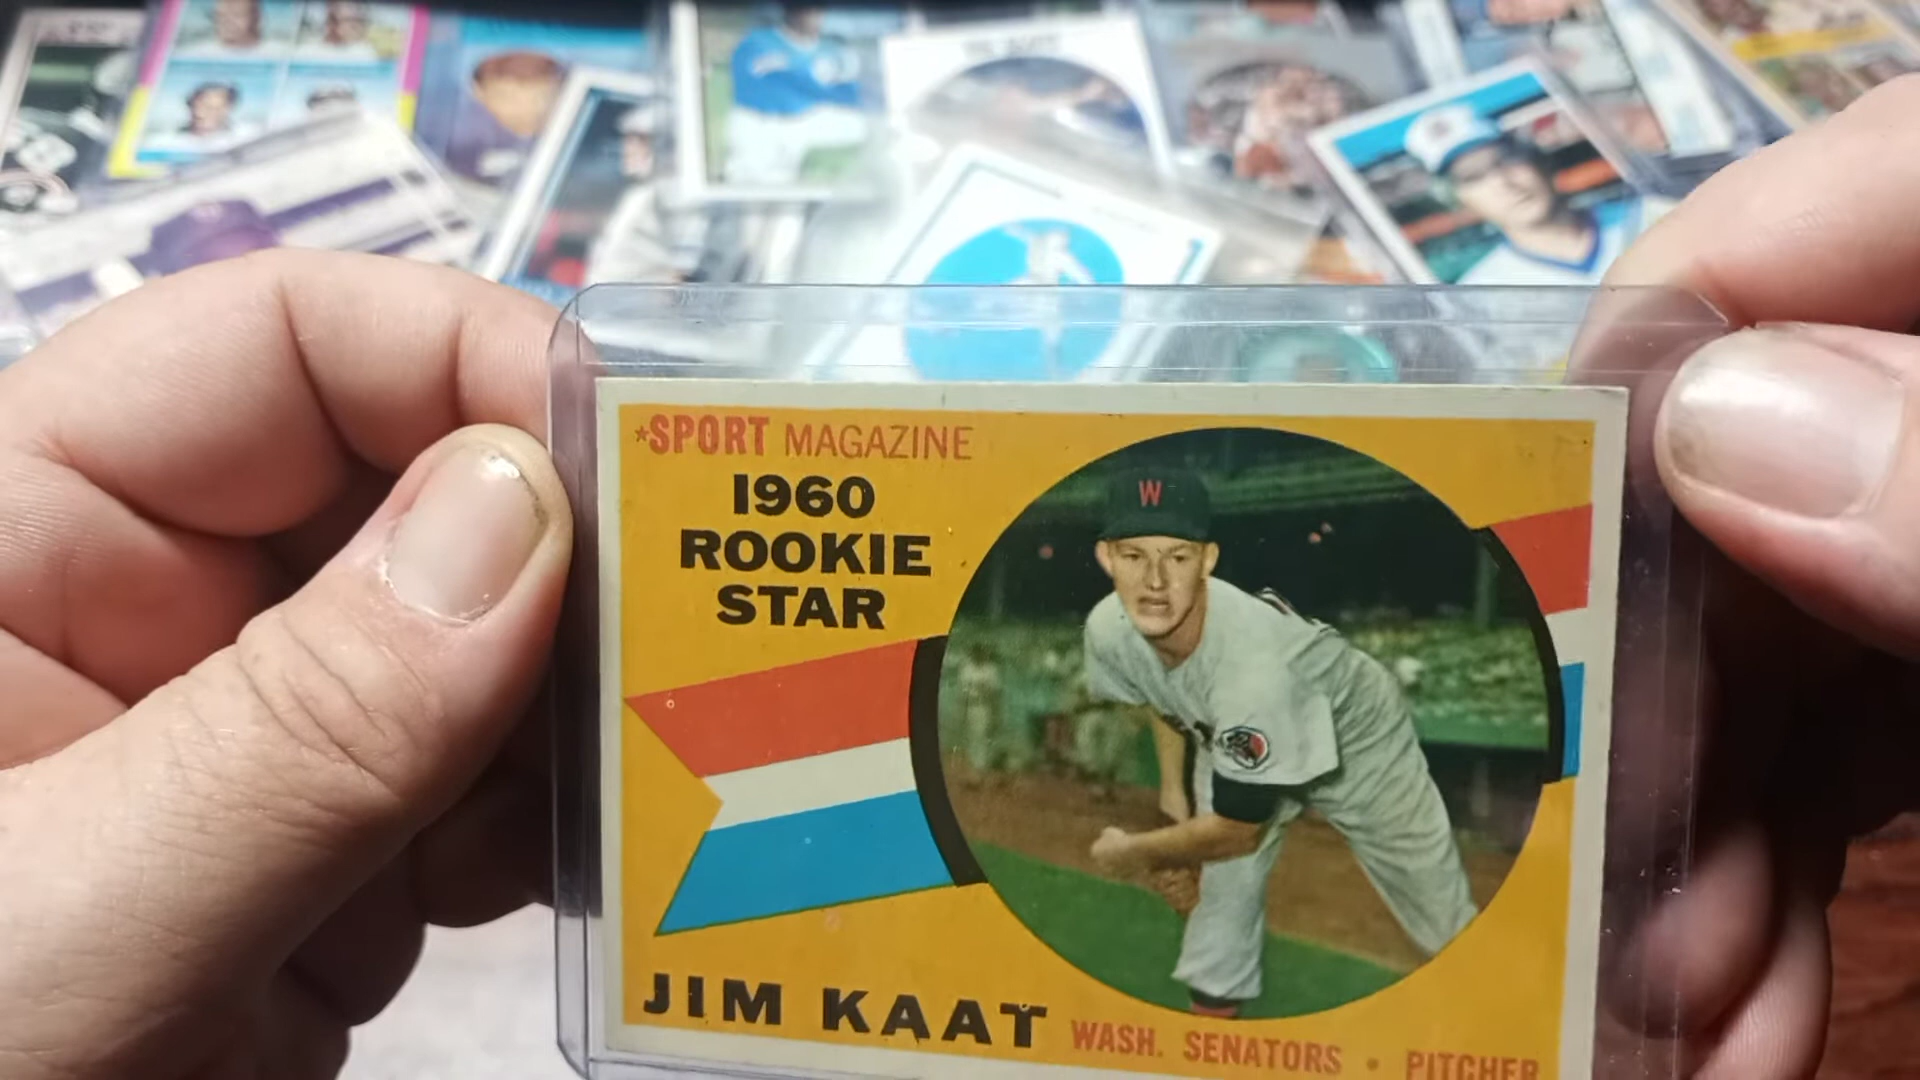 *SPORT MAGAZINE
1960
ROOKIE
STAR
W
JIM KAAT
WASH. SENATORS • PITCHER